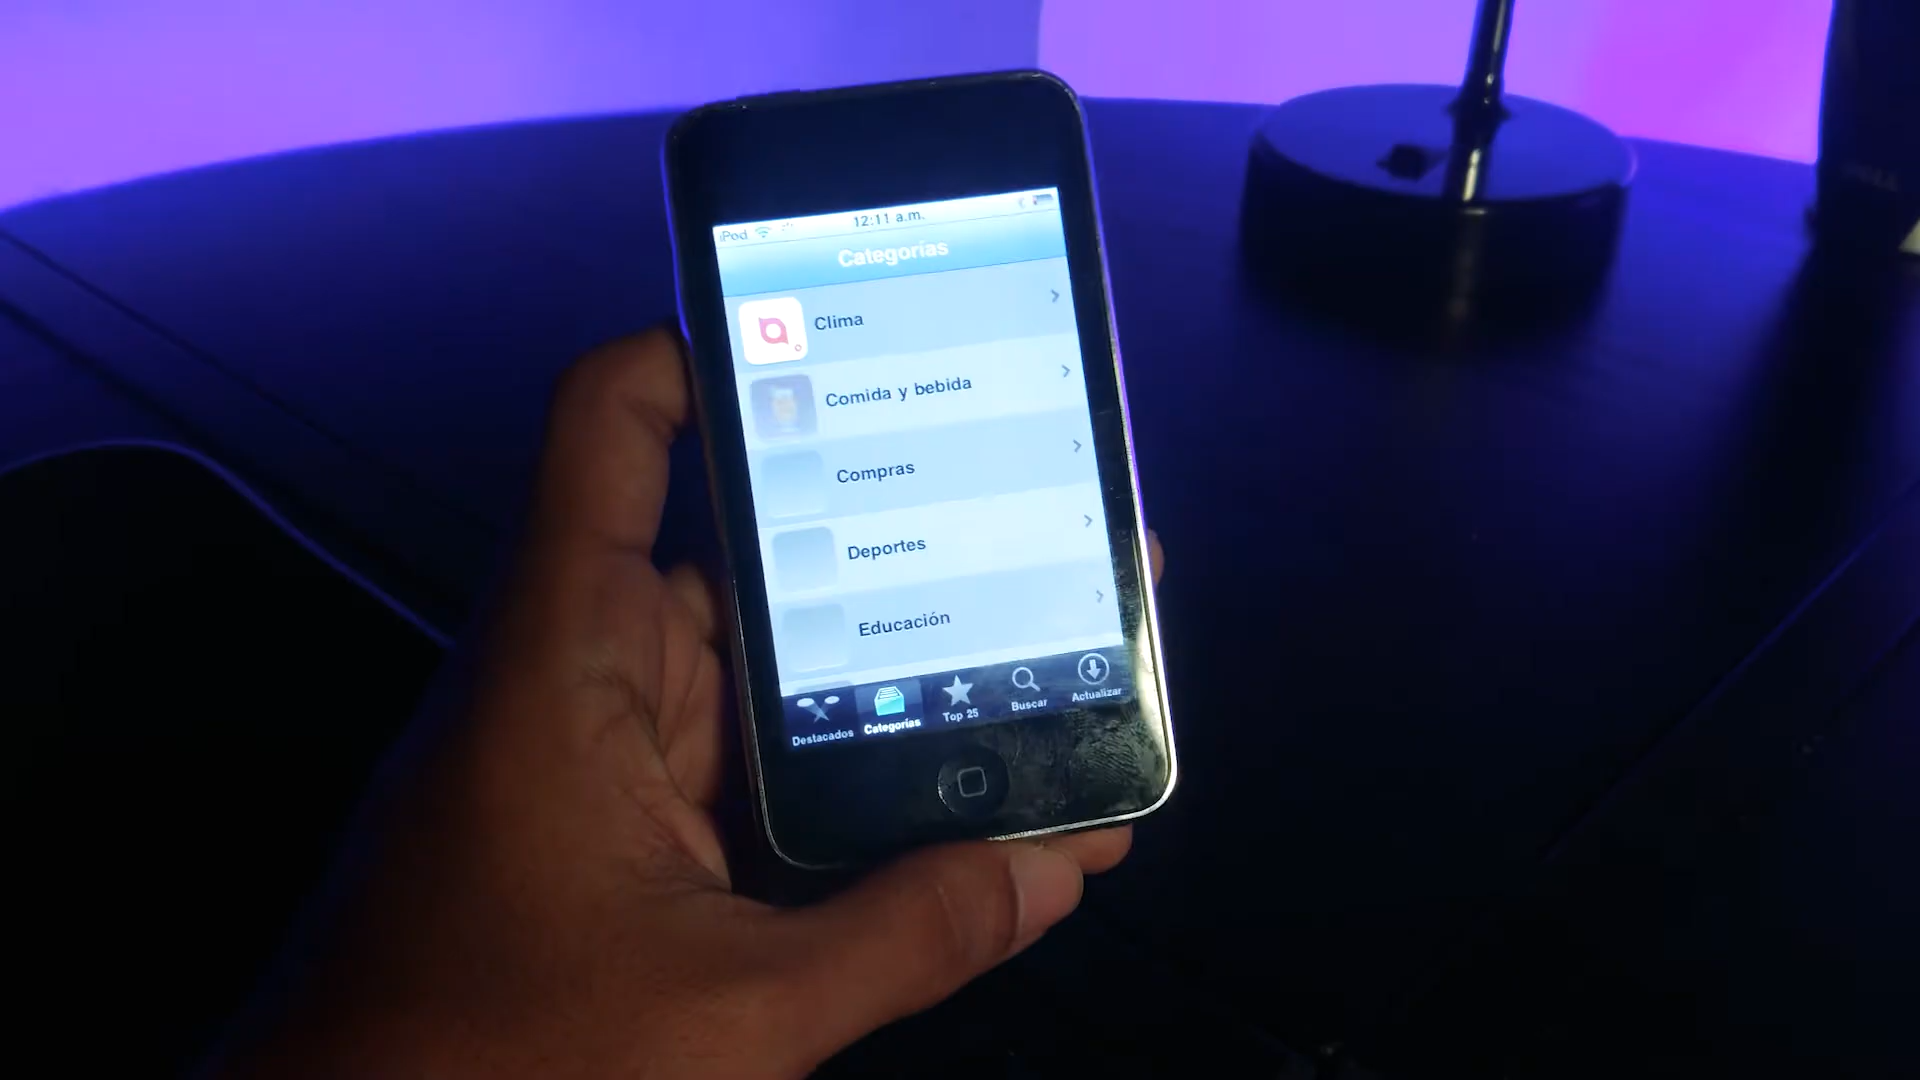 iPod 12:11 a.m.
Categorías
Clima
Comida y bebida
Compras
Deportes
Educación
Destacados
Categorías
Top 25
Buscar
Actualizar